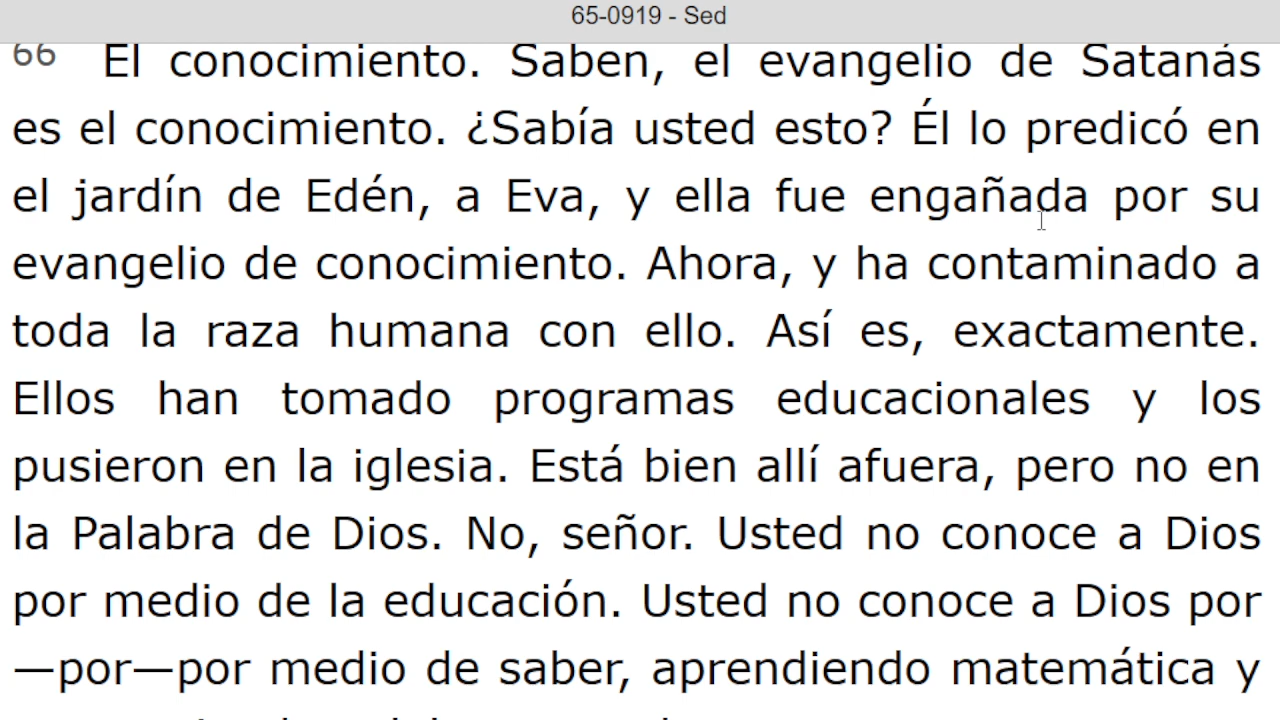 65-0919 - Sed
66 El conocimiento. Saben, el evangelio de Satanás
es el conocimiento. ¿Sabía usted esto? Él lo predicó en
el jardín de Edén, a Eva, y ella fue engañada por su
evangelio de conocimiento. Ahora, y ha contaminado a
toda la raza humana con ello. Así es, exactamente.
Ellos han tomado programas educacionales y los
pusieron en la iglesia. Está bien allí afuera, pero no en
la Palabra de Dios. No, señor. Usted no conoce a Dios
por medio de la educación. Usted no conoce a Dios por
—por—por medio de saber, aprendiendo matemática y